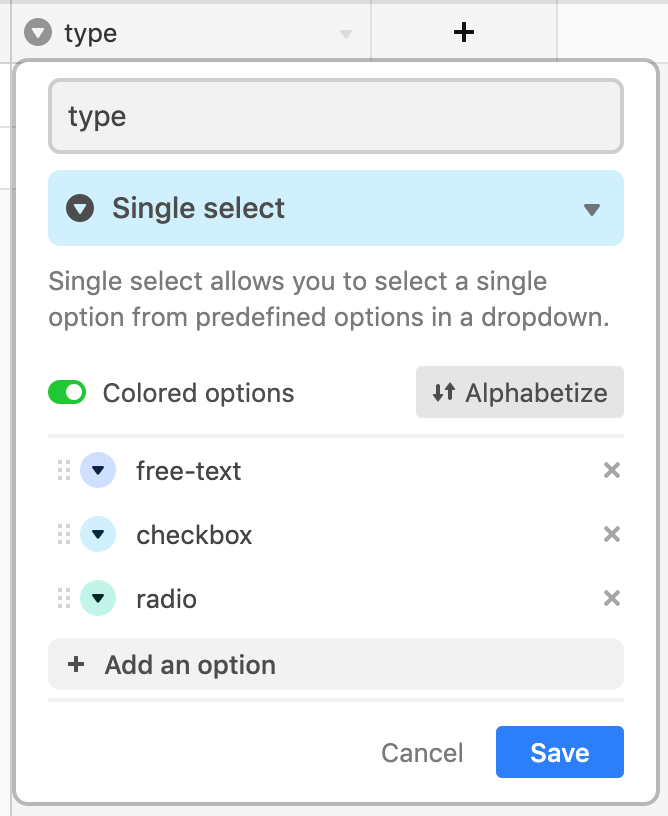 type
type
Single select
Single select allows you to select a single
option from predefined options in a dropdown.
Colored options
Alphabetize
free-text
checkbox
radio
+ Add an option
Cancel
Save